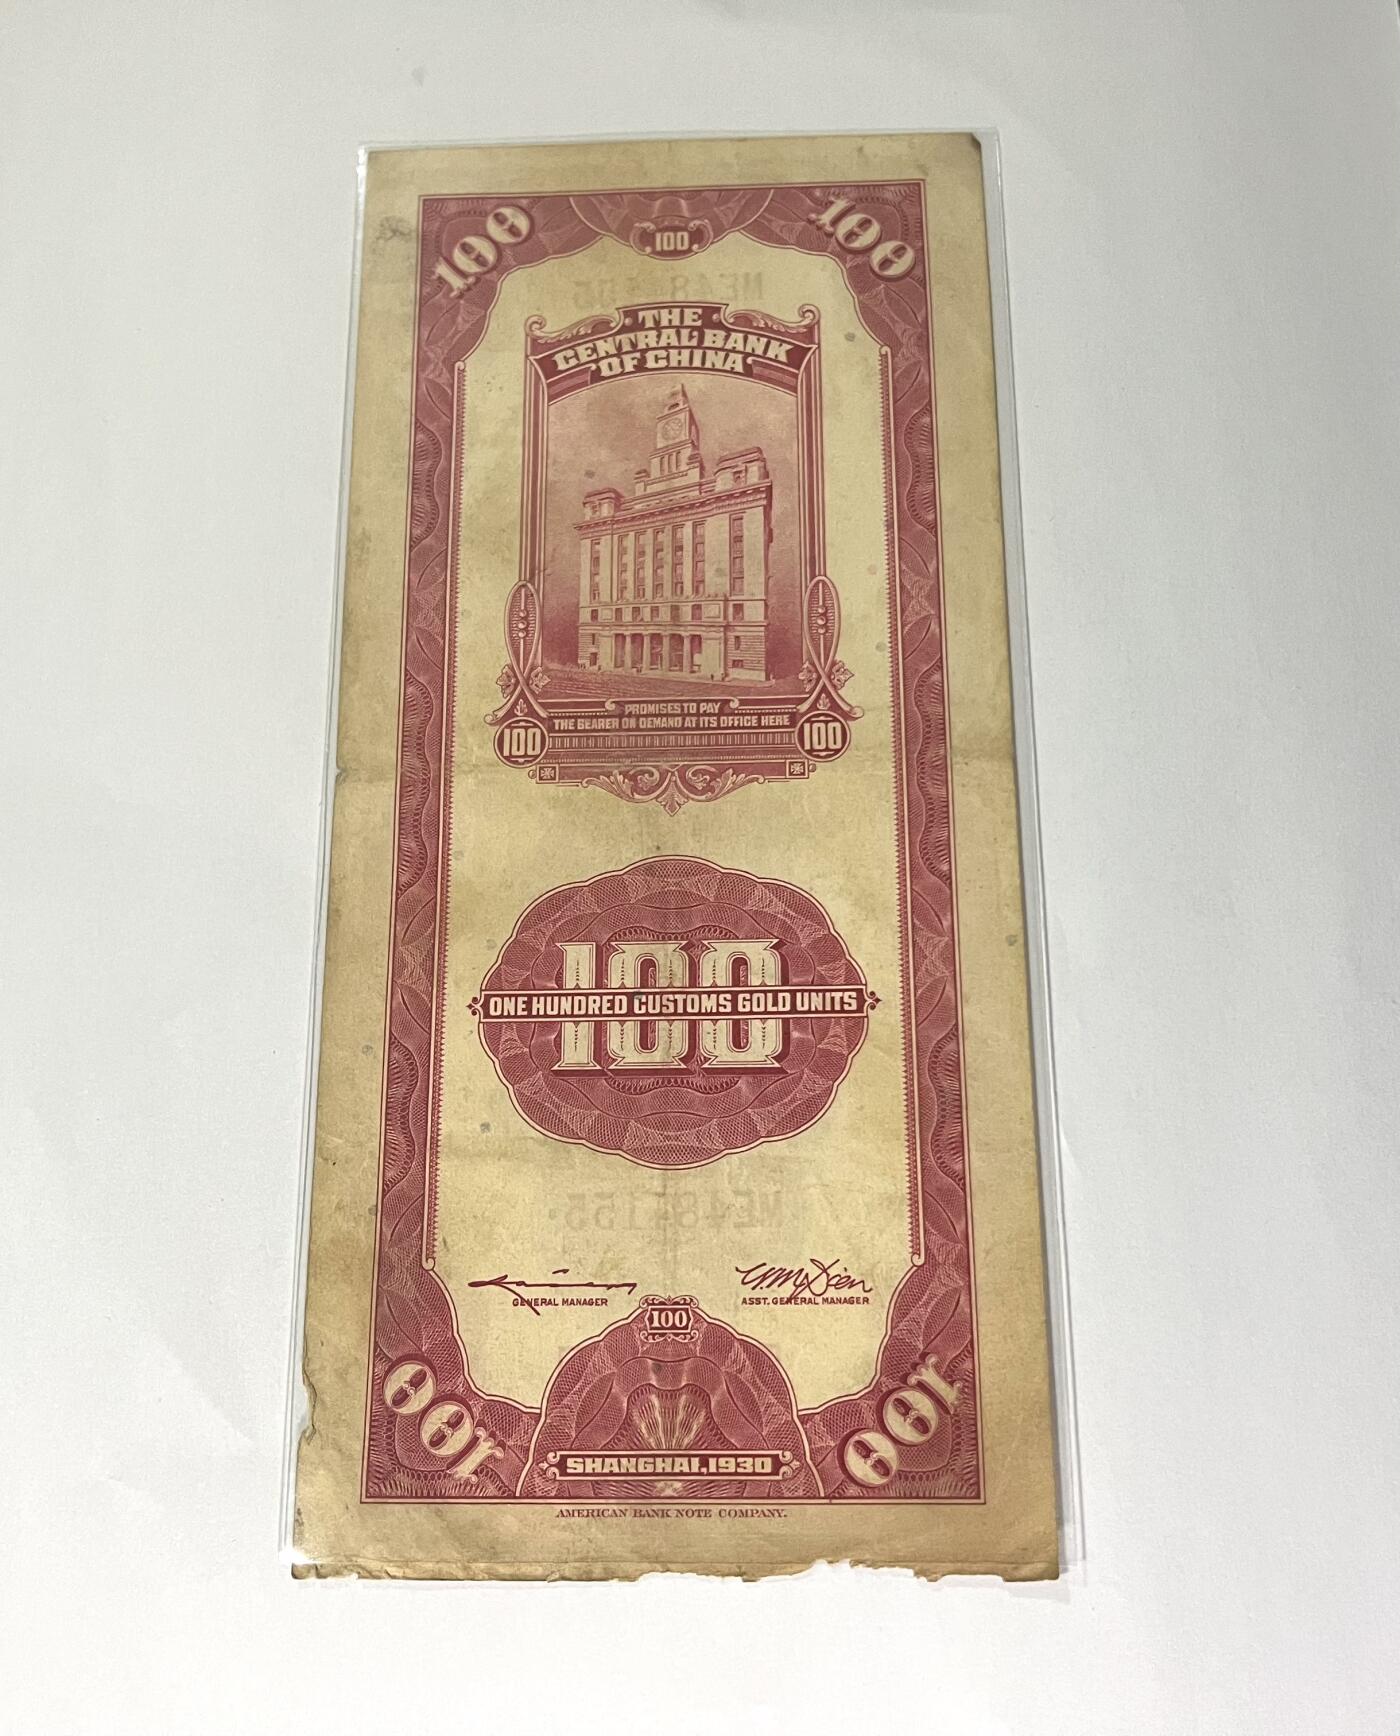 100 100 100
THE
CENTRAL BANK
OF CHINA
PROMISES TO PAY
THE BEARER ON DEMAND AT ITS OFFICE HERE
100 100
100
ONE HUNDRED CUSTOMS GOLD UNITS
GENERAL MANAGER ASST. GENERAL MANAGER
100
100 100
SHANGHAI, 1930
AMERICAN BANK NOTE COMPANY.